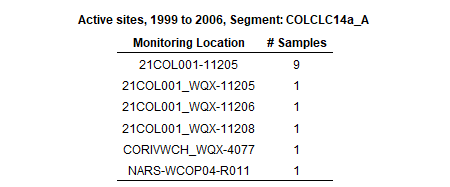 Active sites, 1999 to 2006, Segment: COLCLC14a_A
Monitoring Location # Samples
21COL001-11205 9
21COL001_WQX-11205 1
21COL001_WQX-11206 1
21COL001_WQX-11208 1
CORIVWCH_WQX-4077 1
NARS-WCOP04-R011 1